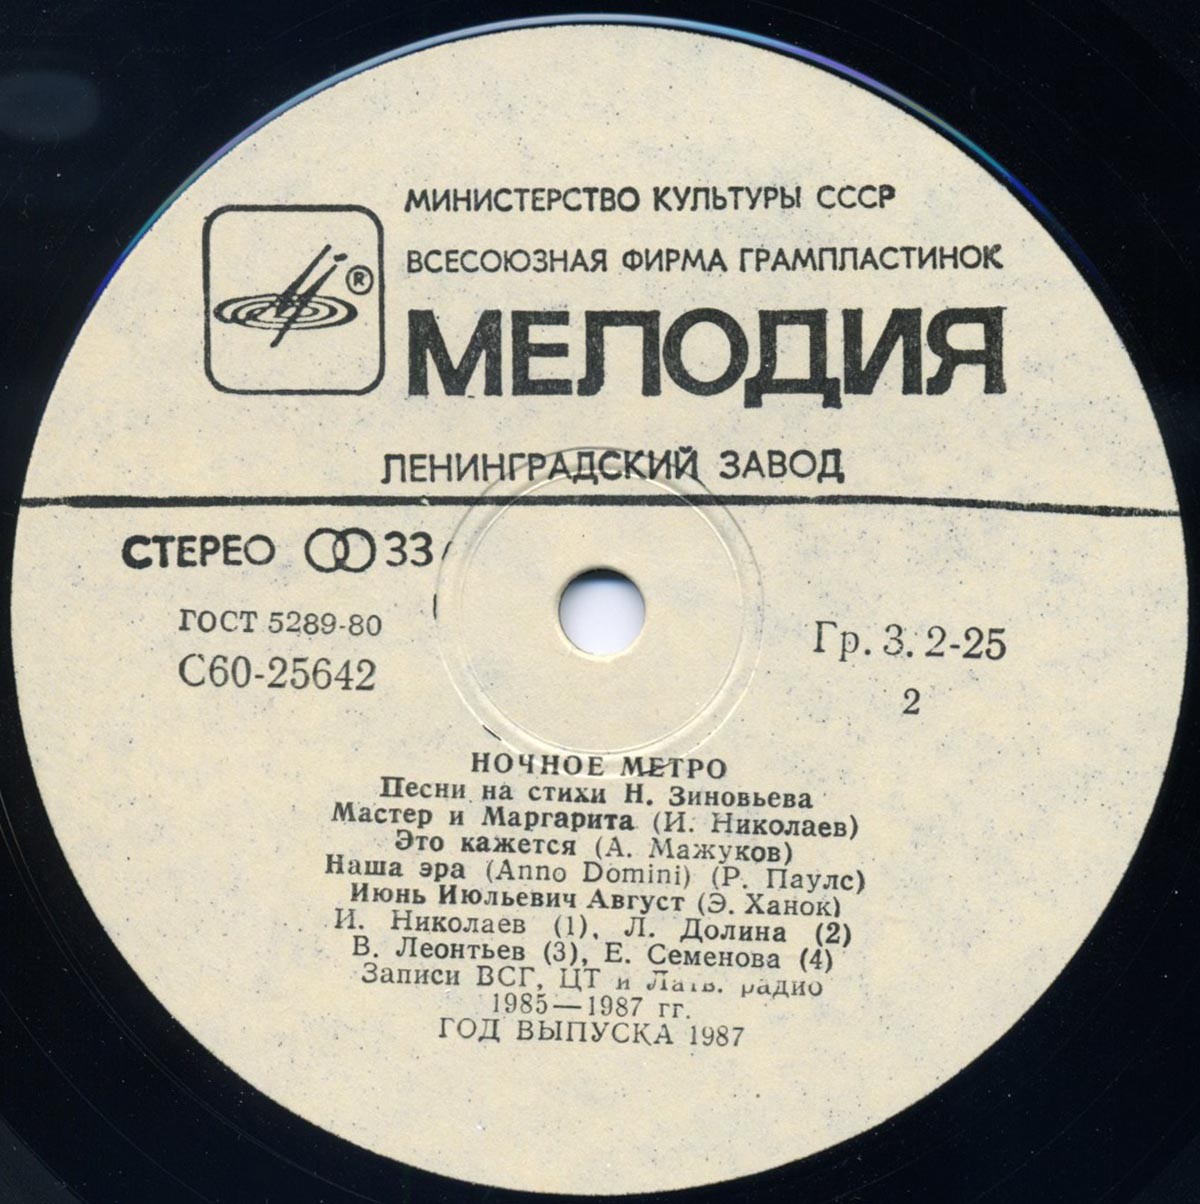 МИНИСТЕРСТВО КУЛЬТУРЫ СССР
ВСЕСОЮЗНАЯ ФИРМА ГРАМПЛАСТИНОК
®
МЕЛОДИЯ
ЛЕНИНГРАДСКИЙ ЗАВОД
СТЕРЕО 33
ГОСТ 5289-80
С60-25642
Гр. 3. 2-25
2
НОЧНОЕ МЕТРО
Песни на стихи Н. Зиновьева
Мастер и Маргарита (И. Николаев)
Это кажется (А. Мажуков)
Наша эра (Anno Domini) (Р. Паулс)
Июнь Июльевич Август (Э. Ханок)
И. Николаев (1), Л. Долина (2)
В. Леонтьев (3), Е. Семенова (4)
Записи ВСГ, ЦТ и Латв. радио
1985—1987 гг.
ГОД ВЫПУСКА 1987